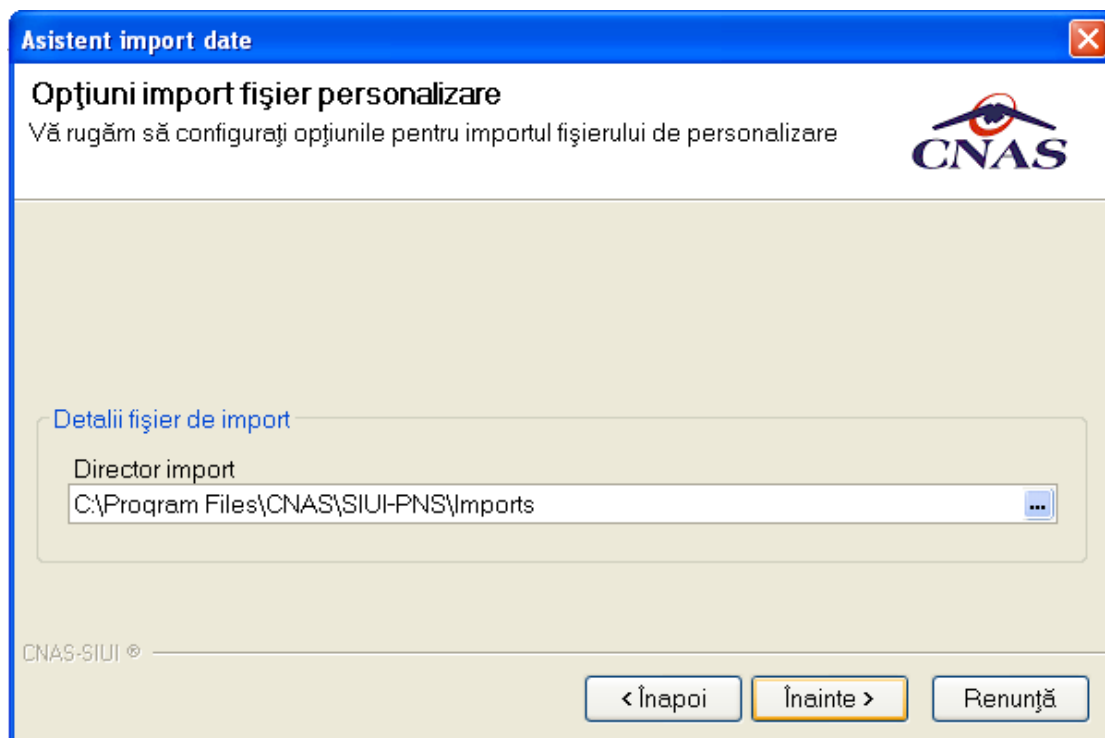 Asistent import date
Opţiuni import fişier personalizare
Vă rugăm să configuraţi opţiunile pentru importul fişierului de personalizare
CNAS
Detalii fişier de import
Director import
C:\Program Files\CNAS\SIUI-PNS\Imports
...
CNAS-SIUI ®
< Înapoi
Înainte >
Renunţă